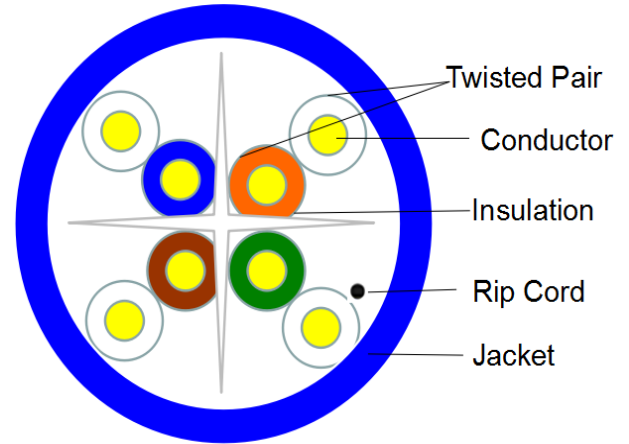 Twisted Pair
Conductor
Insulation
Rip Cord
Jacket